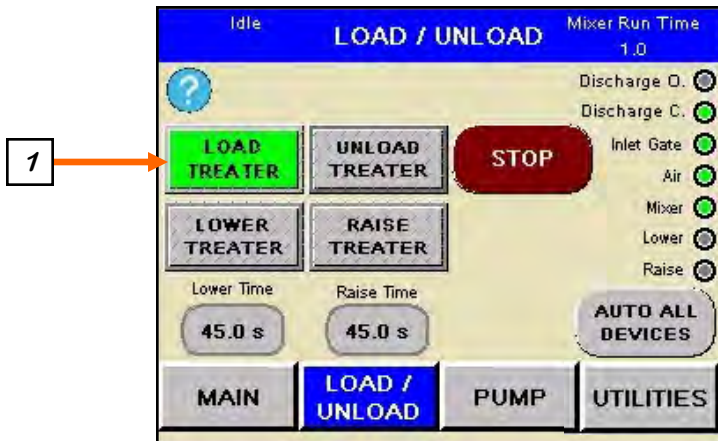 Idle
LOAD / UNLOAD
Mixer Run Time
1.0
?
Discharge O.
Discharge C.
Inlet Gate
Air
Mixer
Lower
Raise
1
LOAD
TREATER
UNLOAD
TREATER
STOP
LOWER
TREATER
RAISE
TREATER
Lower Time
Raise Time
45.0 s
45.0 s
AUTO ALL
DEVICES
MAIN
LOAD /
UNLOAD
PUMP
UTILITIES